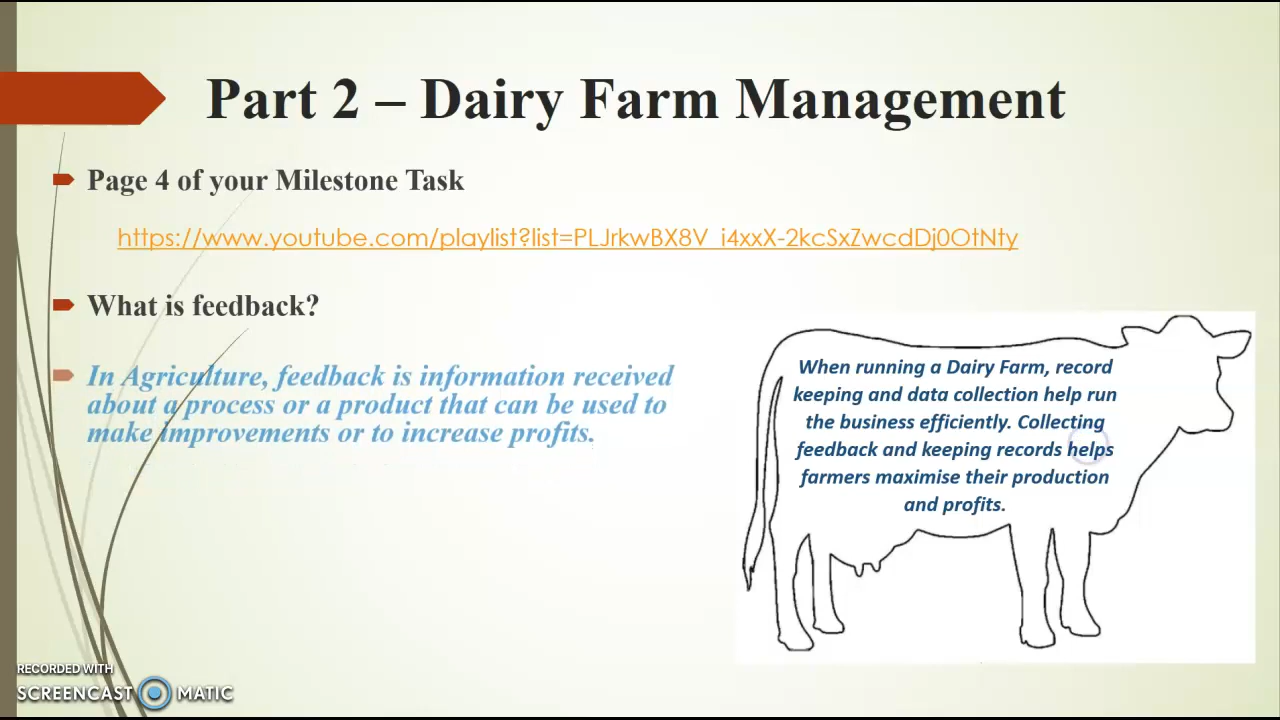 Part 2 – Dairy Farm Management
Page 4 of your Milestone Task
https://www.youtube.com/playlist?list=PLJrkwBX8V_i4xxX-2kcSxZwcdDj0OtNty
What is feedback?
In Agriculture, feedback is information received
about a process or a product that can be used to
make improvements or to increase profits.
When running a Dairy Farm, record
keeping and data collection help run
the business efficiently. Collecting
feedback and keeping records helps
farmers maximise their production
and profits.
RECORDED WITH
SCREENCAST MATIC